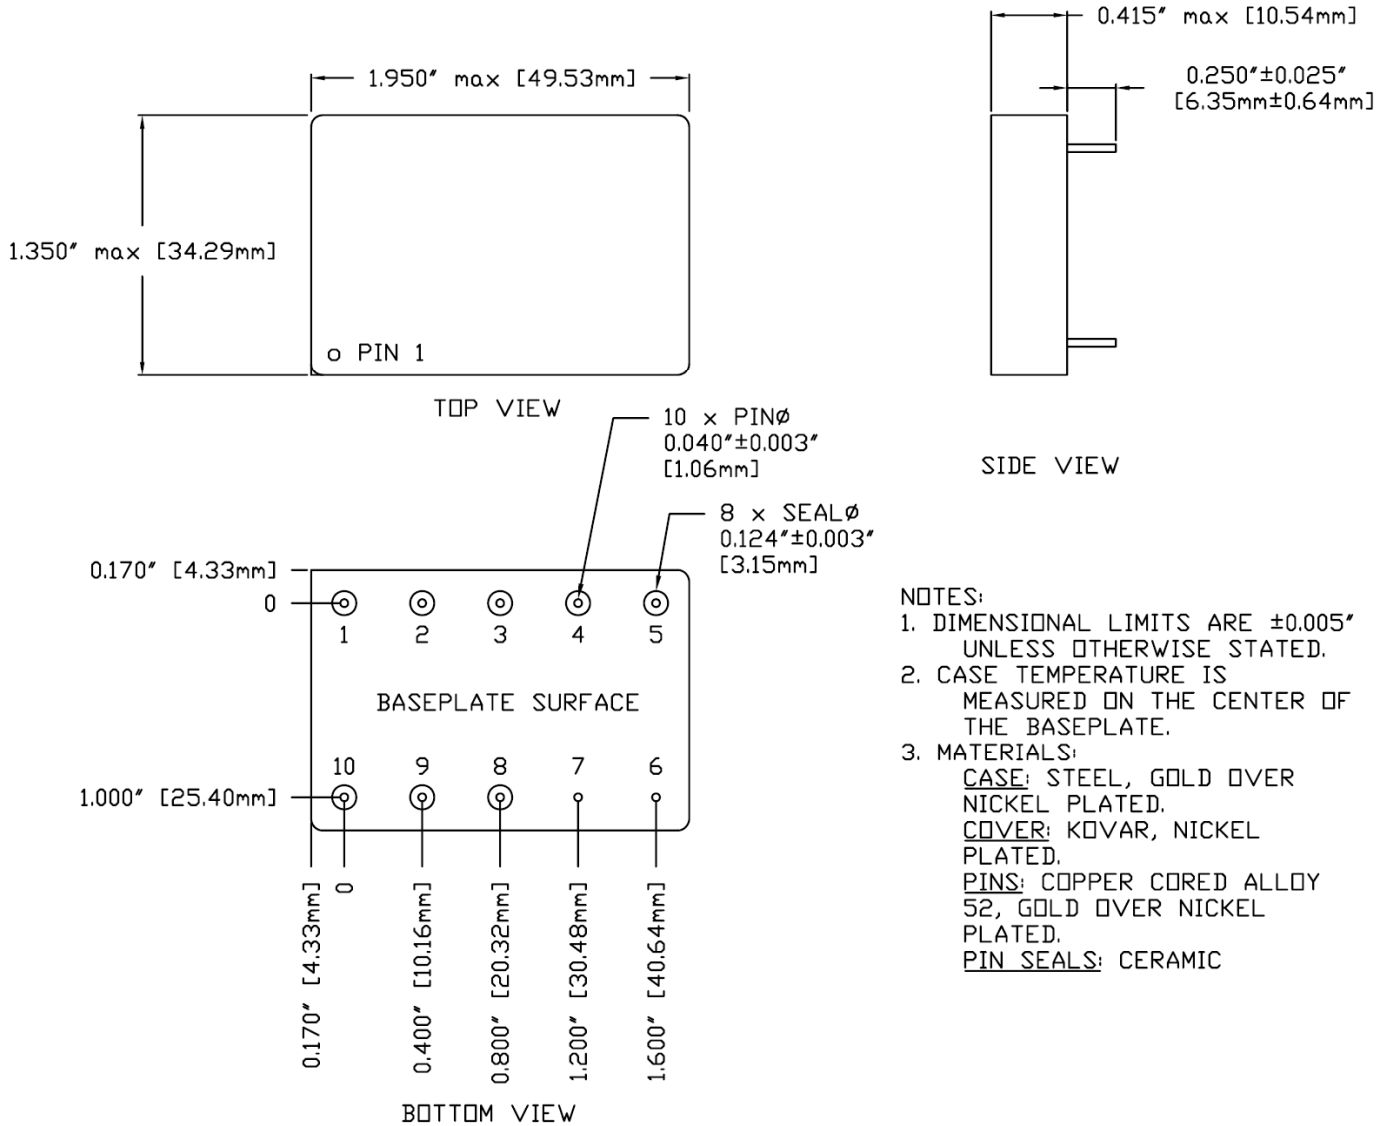 0.415" max [10.54mm]
1.950" max [49.53mm]
0.250"±0.025"
[6.35mm±0.64mm]
1.350" max [34.29mm]
PIN 1
TOP VIEW
10 x PINØ
0.040"±0.003"
[1.06mm]
SIDE VIEW
8 x SEALØ
0.124"±0.003"
[3.15mm]
0.170" [4.33mm]
0
1 2 3 4 5
BASEPLATE SURFACE
10 9 8 7 6
1.000" [25.40mm]
0.170" [4.33mm]
0
0.400" [10.16mm]
0.800" [20.32mm]
1.200" [30.48mm]
1.600" [40.64mm]
BOTTOM VIEW
NOTES:
1. DIMENSIONAL LIMITS ARE ±0.005"
UNLESS OTHERWISE STATED.
2. CASE TEMPERATURE IS
MEASURED ON THE CENTER OF
THE BASEPLATE.
3. MATERIALS:
CASE: STEEL, GOLD OVER
NICKEL PLATED.
COVER: KOVAR, NICKEL
PLATED.
PINS: COPPER CORED ALLOY
52, GOLD OVER NICKEL
PLATED.
PIN SEALS: CERAMIC